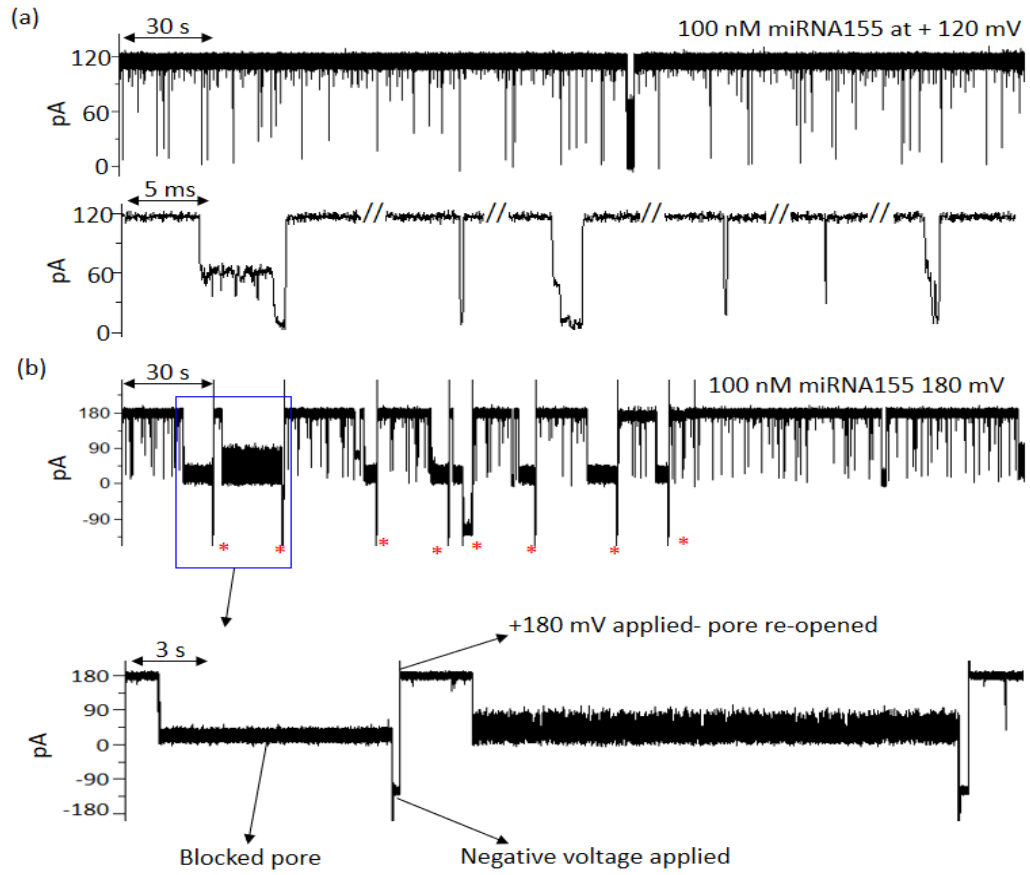 (a)
30 s
100 nM miRNA155 at + 120 mV
120
60
0
pA
5 ms
// // // // //
120
60
0
pA
(b)
30 s
100 nM miRNA155 180 mV
180
90
0
-90
pA
* * * * * * * *
+180 mV applied- pore re-opened
3 s
180
90
0
-90
-180
pA
Blocked pore
Negative voltage applied